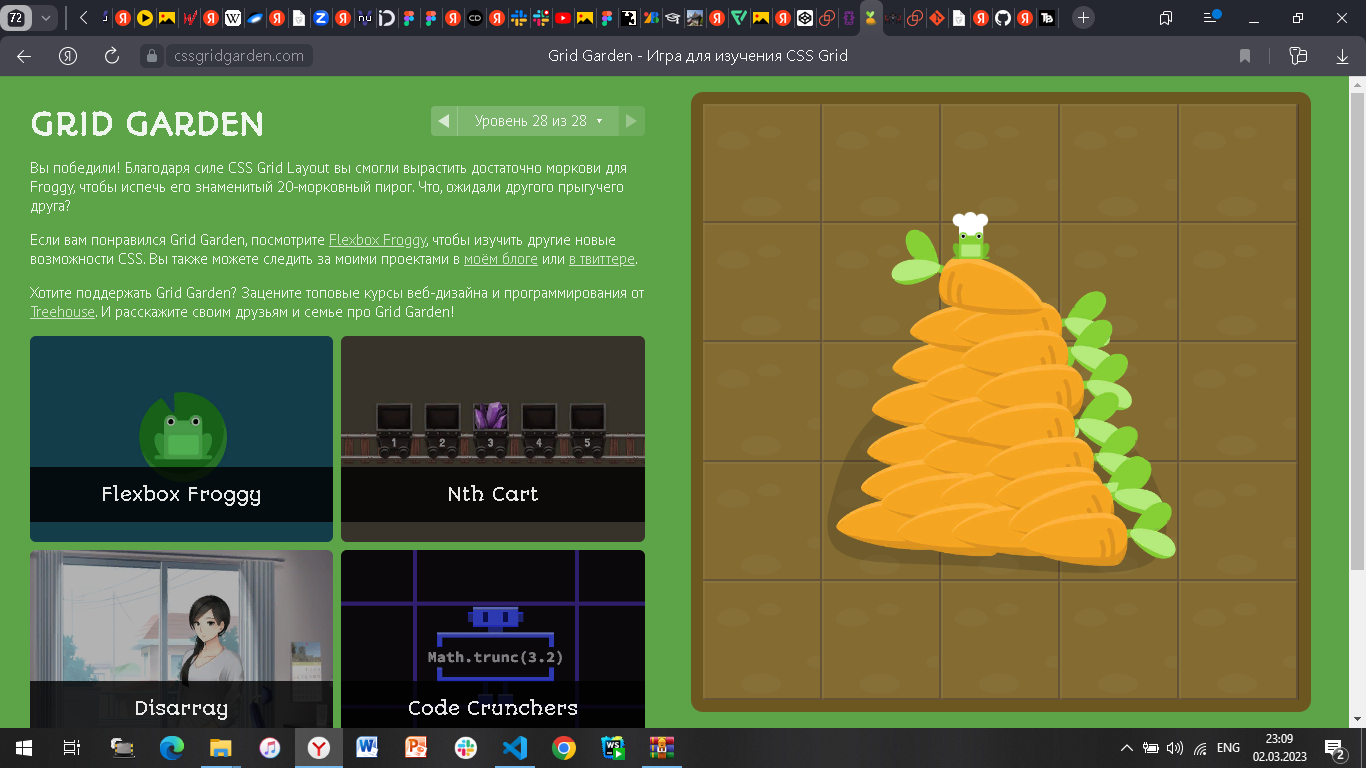 72
cssgridgarden.com
Grid Garden - Игра для изучения CSS Grid
GRID GARDEN
Уровень 28 из 28
Вы победили! Благодаря силе CSS Grid Layout вы смогли вырастить достаточно моркови для
Froggy, чтобы испечь его знаменитый 20-морковный пирог. Что, ожидали другого прыгучего
друга?
Если вам понравился Grid Garden, посмотрите Flexbox Froggy, чтобы изучить другие новые
возможности CSS. Вы также можете следить за моими проектами в моём блоге или в твиттере.
Хотите поддержать Grid Garden? Зацените топовые курсы веб-дизайна и программирования от
Treehouse. И расскажите своим друзьям и семье про Grid Garden!
1 2 3 4 5
Flexbox Froggy
Nth Cart
Math.trunc(3.2)
Disarray
Code Crunchers
ENG
23:09
02.03.2023
2